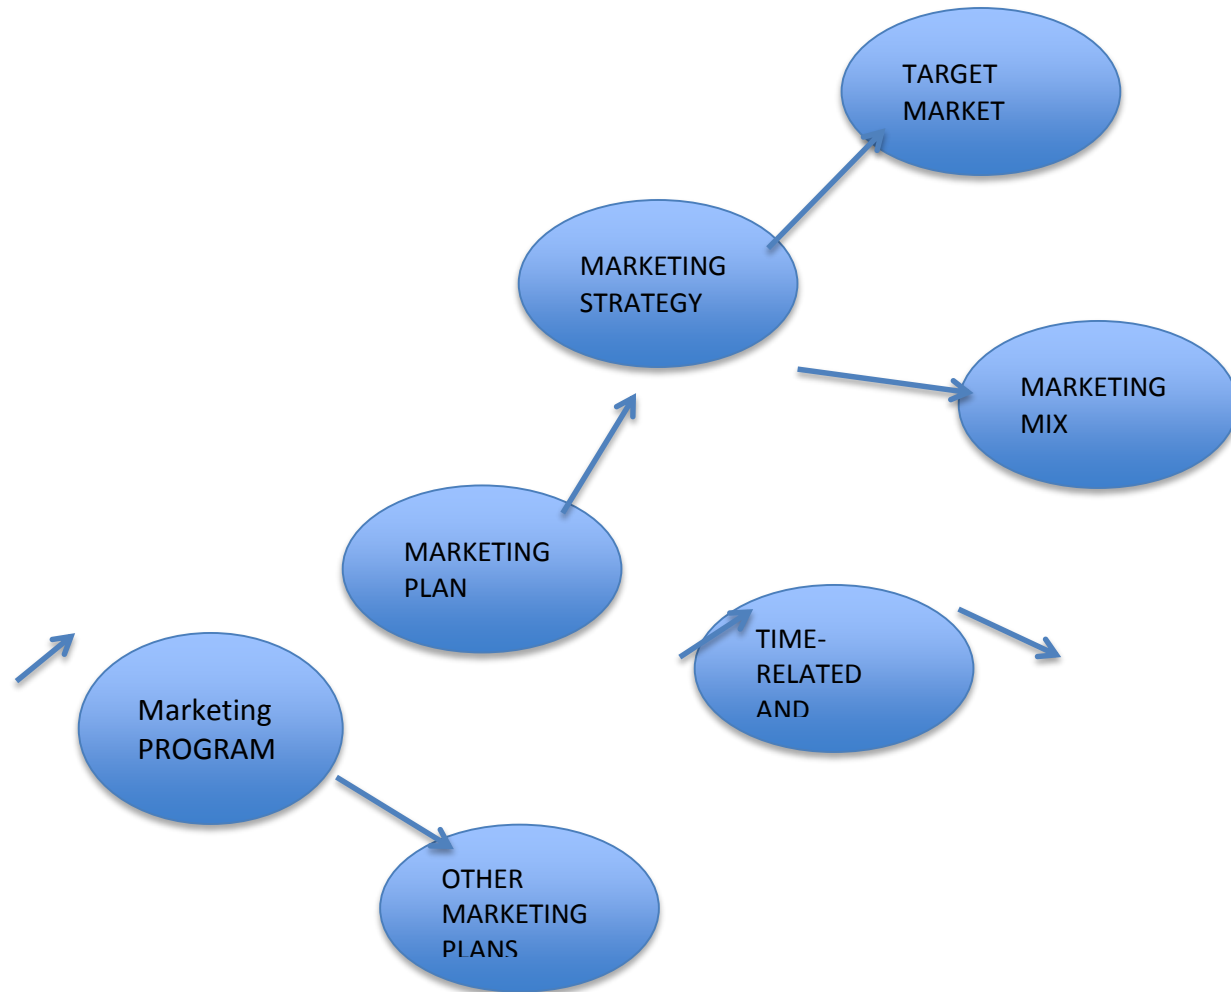 TARGET
MARKET
MARKETING
STRATEGY
MARKETING
MIX
MARKETING
PLAN
TIME-
RELATED
AND
Marketing
PROGRAM
OTHER
MARKETING
PLANS